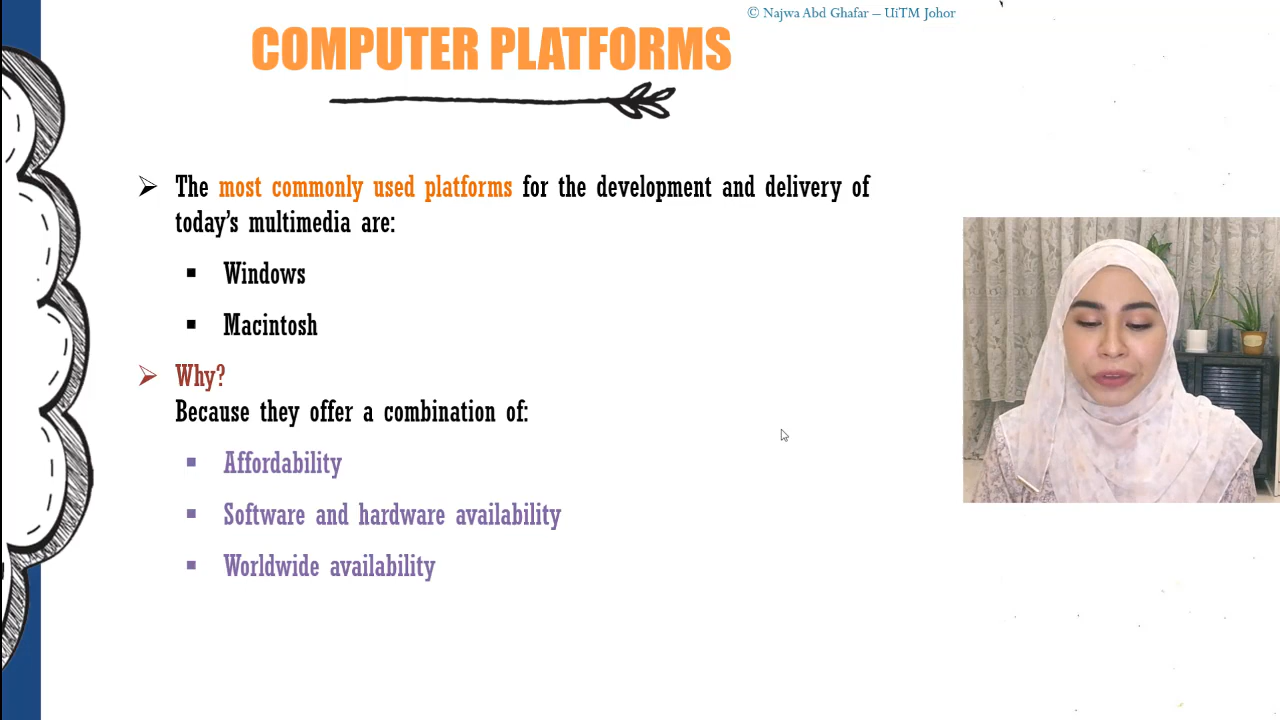 © Najwa Abd Ghafar – UiTM Johor
COMPUTER PLATFORMS
The most commonly used platforms for the development and delivery of
today's multimedia are:
Windows
Macintosh
Why?
Because they offer a combination of:
Affordability
Software and hardware availability
Worldwide availability